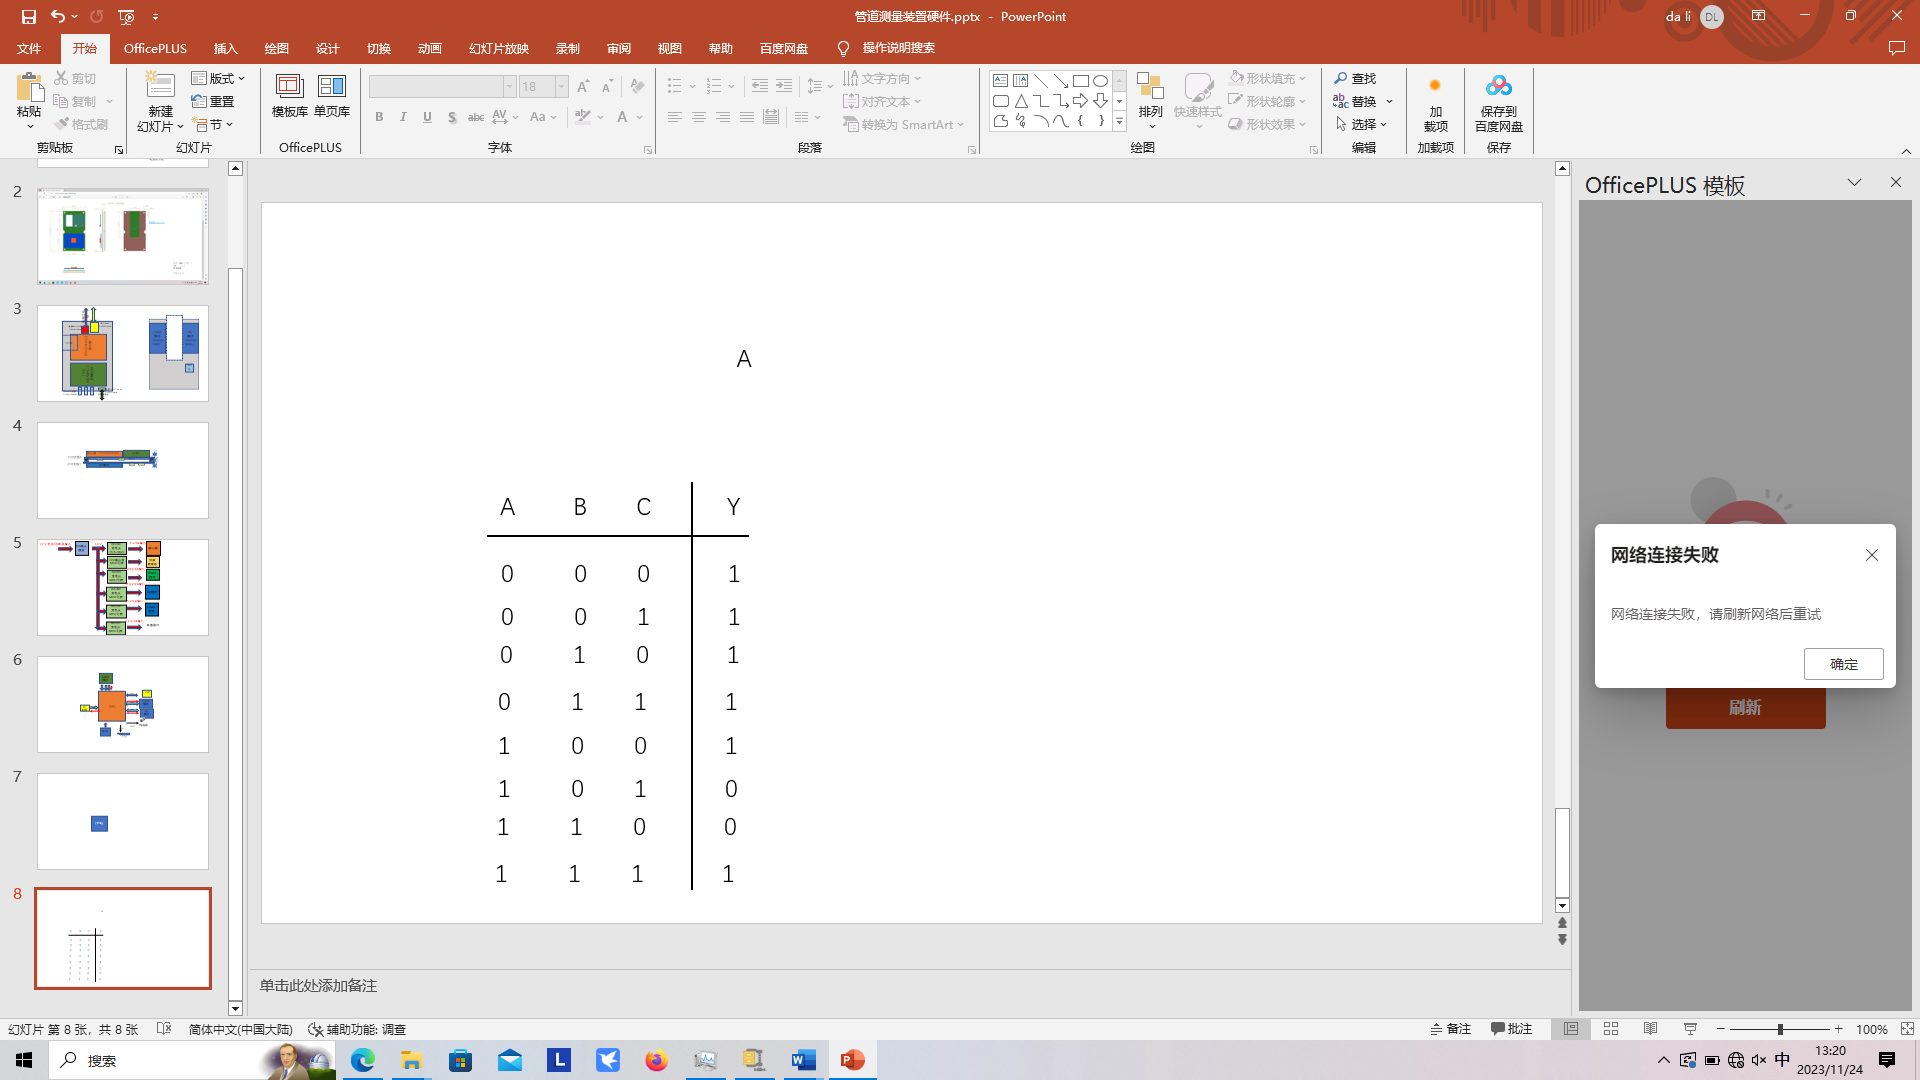 管道测量装置硬件.pptx - PowerPoint
da li
DL
文件 开始 OfficePLUS 插入 绘图 设计 切换 动画 幻灯片放映 录制 审阅 视图 帮助 百度网盘 操作说明搜索
粘贴
剪切
复制
格式刷
剪贴板
新建
幻灯片
版式
重置
节
幻灯片
模板库 单页库
OfficePLUS
18
字体
文字方向
对齐文本
转换为 SmartArt
段落
排列
快速样式
形状填充
形状轮廓
形状效果
绘图
查找
替换
选择
编辑
加
载项
加载项
保存到
百度网盘
保存
2
3
4
5
6
7
8
A
A B C Y
0 0 0 1
0 0 1 1
0 1 0 1
0 1 1 1
1 0 0 1
1 0 1 0
1 1 0 0
1 1 1 1
OfficePLUS 模板
网络连接失败
网络连接失败，请刷新网络后重试
确定
刷新
单击此处添加备注
幻灯片 第 8 张，共 8 张 简体中文(中国大陆) 辅助功能: 调查 备注 批注 100%
搜索
中
13:20
2023/11/24